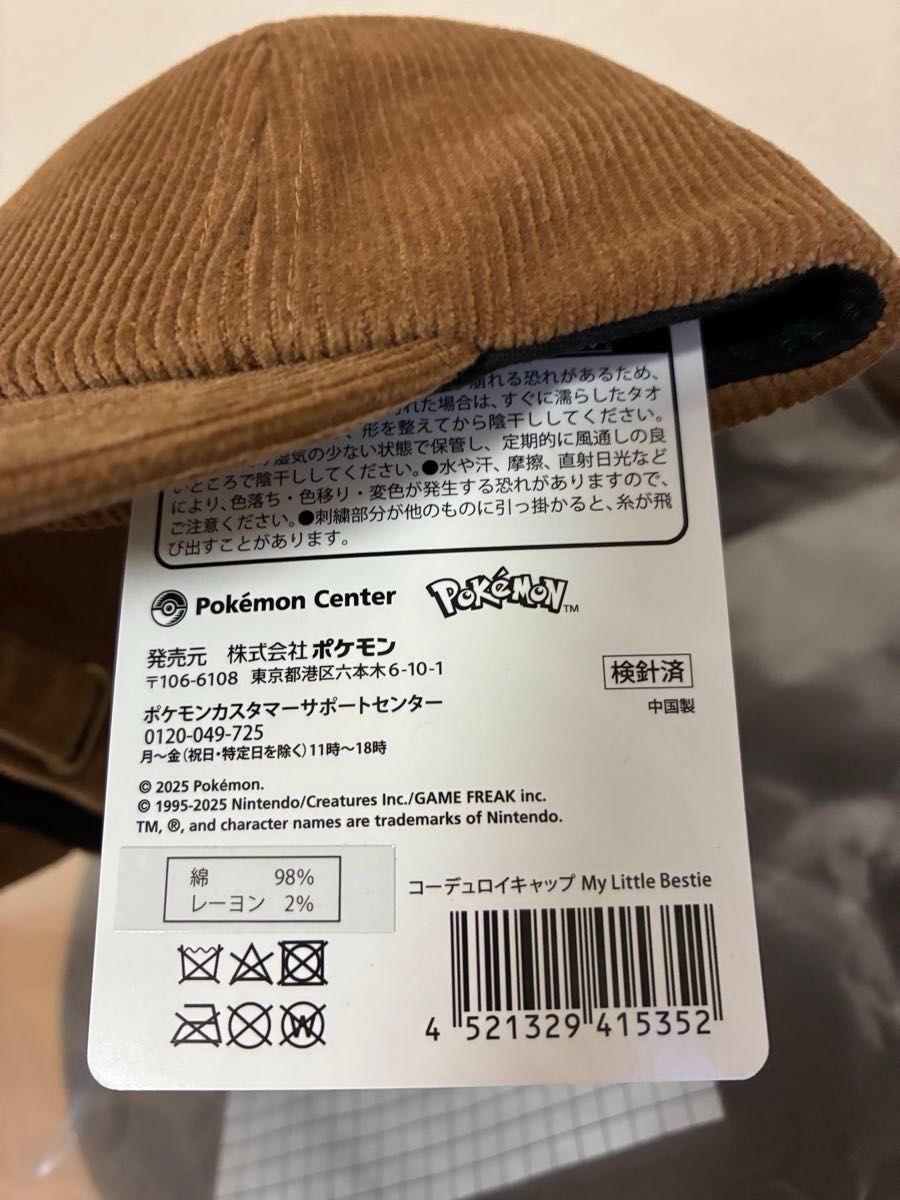 崩れる恐れがあるため、
れた場合は、すぐに濡らしたタオ
、形を整えてから陰干ししてください。
湿気の少ない状態で保管し、定期的に風通しの良
いところで陰干ししてください。●水や汗、摩擦、直射日光など
により、色落ち・色移り・変色が発生する恐れがありますので、
ご注意ください。●刺繍部分が他のものに引っ掛かると、糸が飛
び出すことがあります。
Pokémon Center POKéMON TM
発売元 株式会社ポケモン
〒106-6108 東京都港区六本木6-10-1
検針済
ポケモンカスタマーサポートセンター
中国製
0120-049-725
月〜金(祝日・特定日を除く)11時〜18時
© 2025 Pokémon.
© 1995-2025 Nintendo/Creatures Inc./GAME FREAK inc.
TM, ®, and character names are trademarks of Nintendo.
綿 98%
レーヨン 2%
コーデュロイキャップ My Little Bestie
W
4 521329 415352